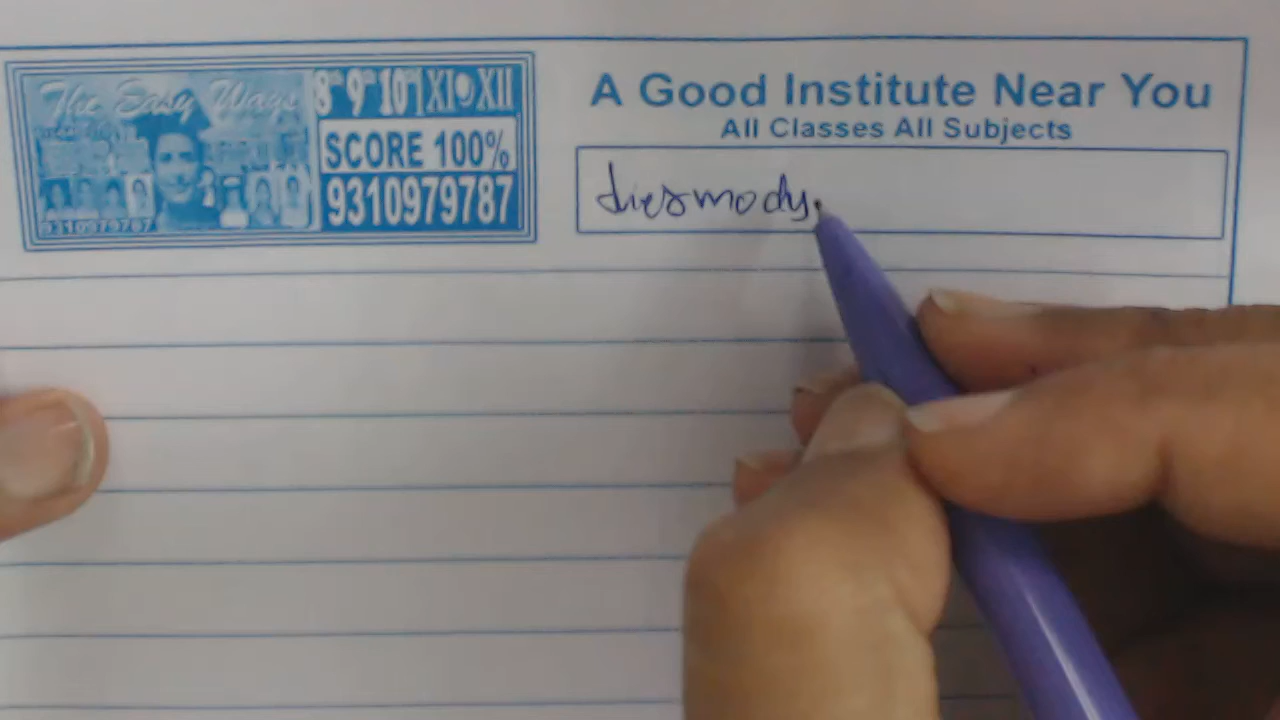 The Easy Ways
8th 9th 10th XI XII
SCORE 100%
9310979787
9310979787
A Good Institute Near You
All Classes All Subjects